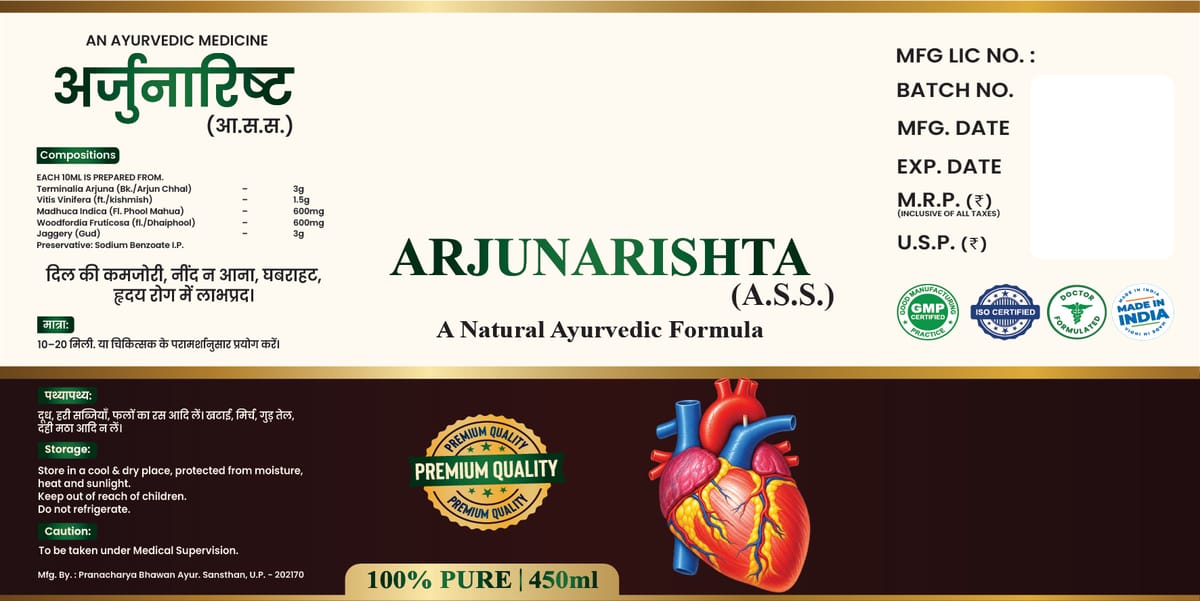 AN AYURVEDIC MEDICINE
अर्जुनारिष्ट
(आ.स.स.)
Compositions
EACH 10ML IS PREPARED FROM.
Terminalia Arjuna (Bk./Arjun Chhal) - 3g
Vitis Vinifera (ft./kishmish) - 1.5g
Madhuca Indica (Fl. Phool Mahua) - 600mg
Woodfordia Fruticosa (fl./Dhaiphool) - 600mg
Jaggery (Gud) - 3g
Preservative: Sodium Benzoate I.P.
दिल की कमजोरी, नींद न आना, घबराहट,
हृदय रोग में लाभप्रद।
मात्रा:
10-20 मिली. या चिकित्सक के परामर्शानुसार प्रयोग करें।
पथ्यापथ्य:
दूध, हरी सब्जियाँ, फलों का रस आदि लें। खटाई, मिर्च, गुड़ तेल,
दही मठा आदि न लें।
Storage:
Store in a cool & dry place, protected from moisture,
heat and sunlight.
Keep out of reach of children.
Do not refrigerate.
Caution:
To be taken under Medical Supervision.
Mfg. By. : Pranacharya Bhawan Ayur. Sansthan, U.P. - 202170
ARJUNARISHTA
(A.S.S.)
A Natural Ayurvedic Formula
PREMIUM QUALITY
PREMIUM QUALITY
PREMIUM QUALITY
100% PURE | 450ml
MFG LIC NO. :
BATCH NO.
MFG. DATE
EXP. DATE
M.R.P. (₹)
(INCLUSIVE OF ALL TAXES)
U.S.P. (₹)
GOOD MANUFACTURING
GMP
CERTIFIED
PRACTICE
ISO CERTIFIED
DOCTOR
FORMULATED
MADE IN INDIA
MADE IN
INDIA